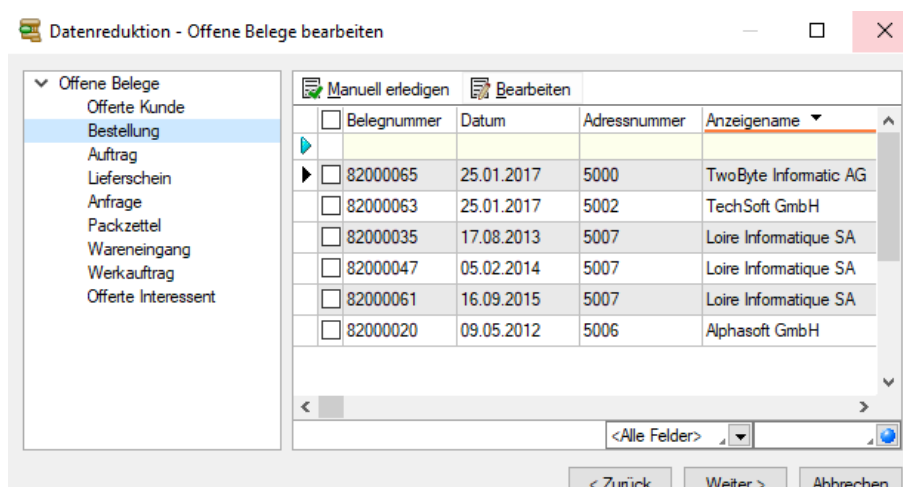 Datenreduktion - Offene Belege bearbeiten
Offene Belege
Offerte Kunde
Bestellung
Auftrag
Lieferschein
Anfrage
Packzettel
Wareneingang
Werkauftrag
Offerte Interessent
Manuell erledigen Bearbeiten
Belegnummer Datum Adressnummer Anzeigename
82000065 25.01.2017 5000 TwoByte Informatic AG
82000063 25.01.2017 5002 TechSoft GmbH
82000035 17.08.2013 5007 Loire Informatique SA
82000047 05.02.2014 5007 Loire Informatique SA
82000061 16.09.2015 5007 Loire Informatique SA
82000020 09.05.2012 5006 Alphasoft GmbH
<Alle Felder>
< Zurück Weiter > Abbrechen